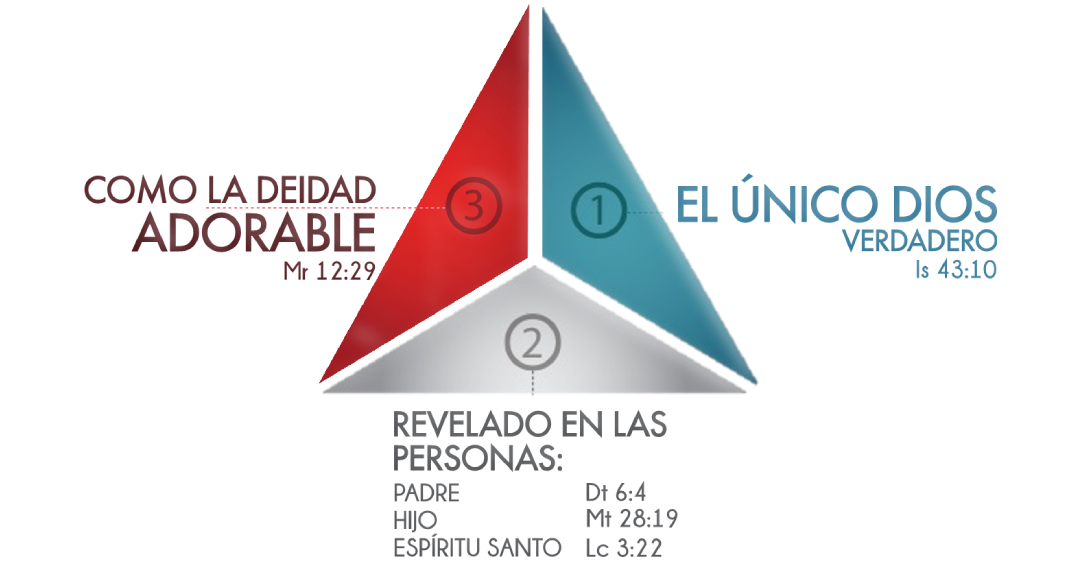 1
EL ÚNICO DIOS
VERDADERO
Is 43:10
2
REVELADO EN LAS
PERSONAS:
PADRE Dt 6:4
HIJO Mt 28:19
ESPÍRITU SANTO Lc 3:22
3
COMO LA DEIDAD
ADORABLE
Mr 12:29